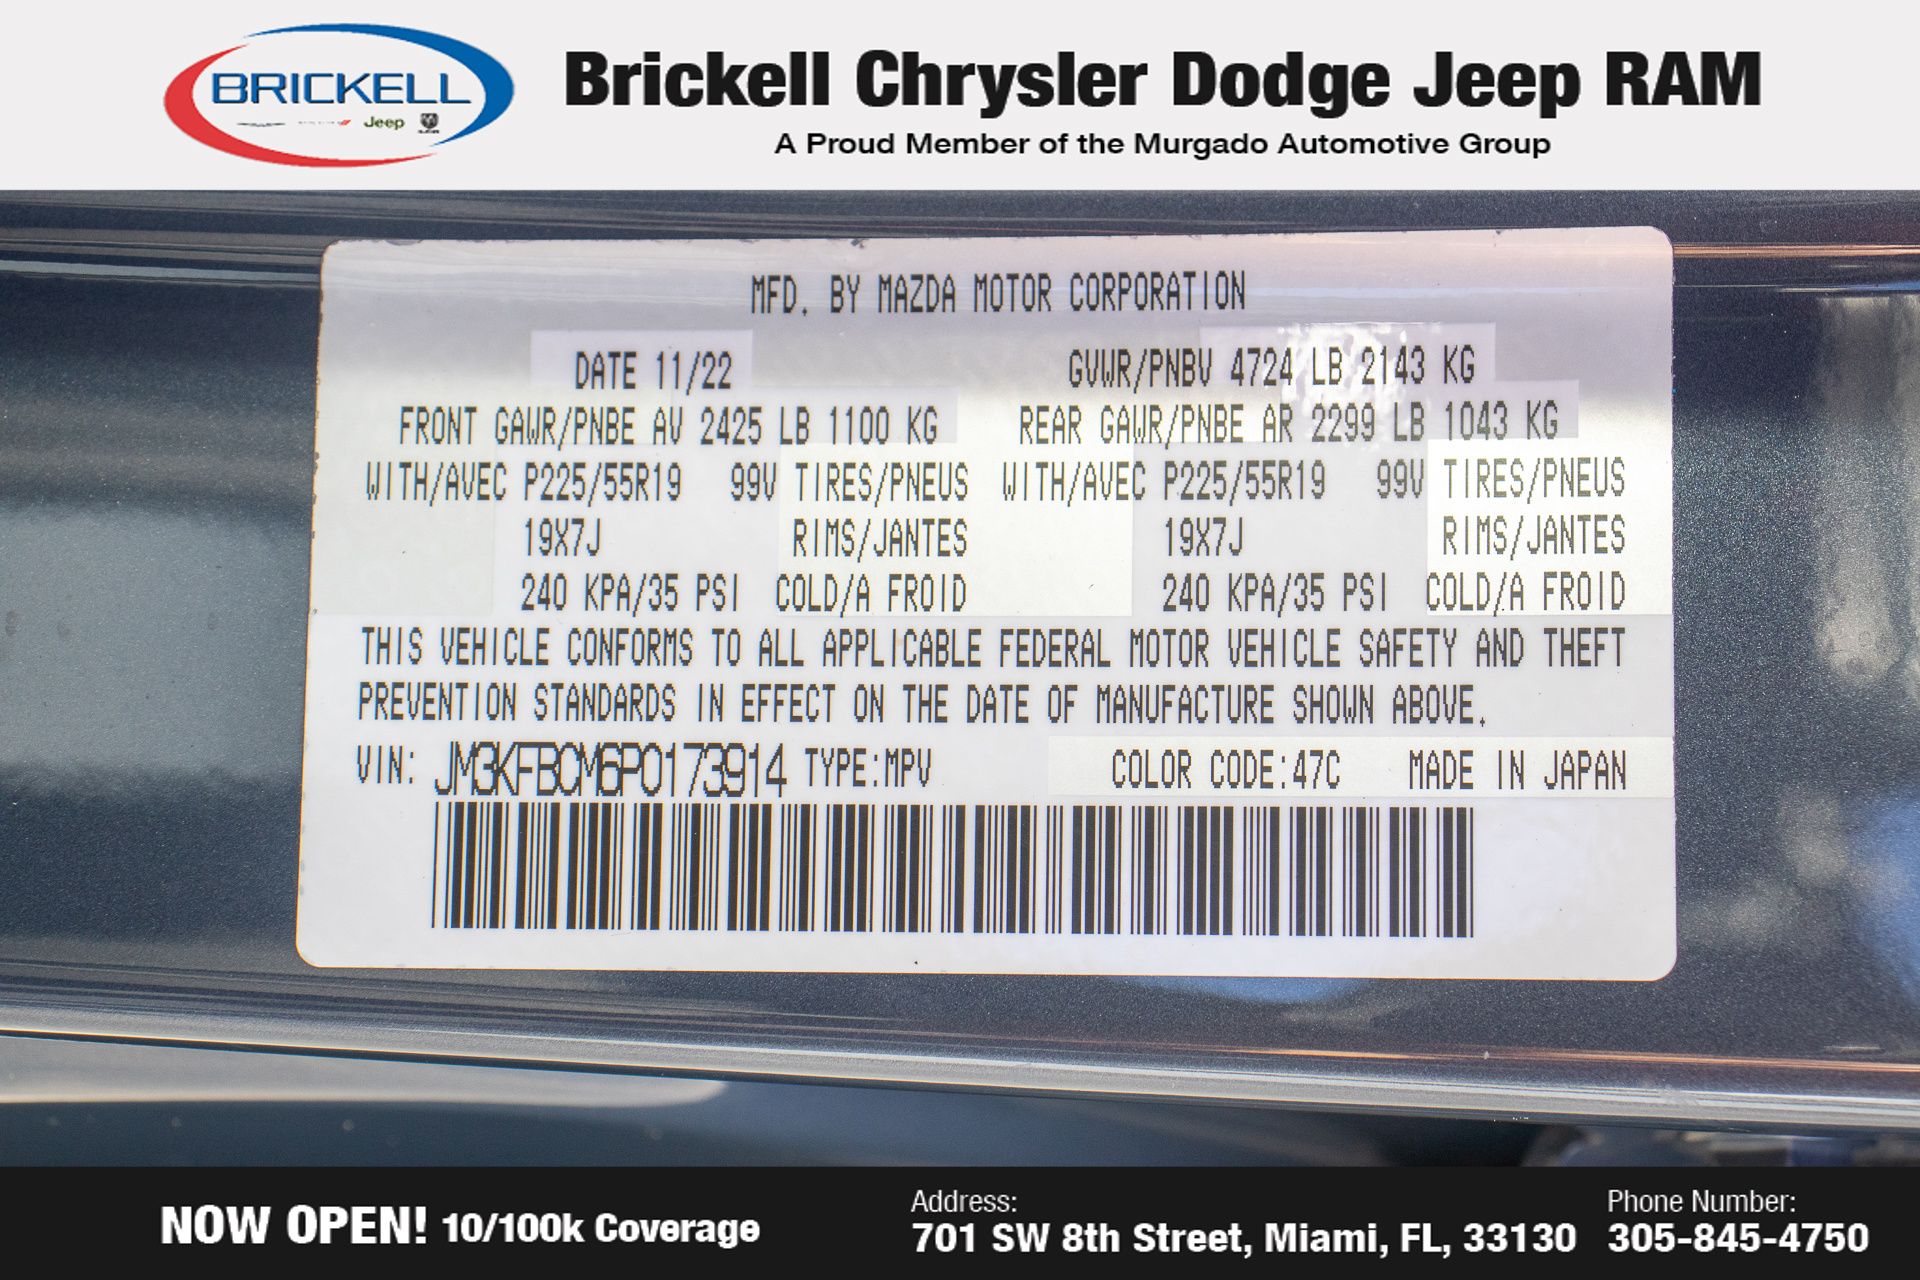 BRICKELL
Jeep
Brickell Chrysler Dodge Jeep RAM
A Proud Member of the Murgado Automotive Group
MFD. BY MAZDA MOTOR CORPORATION
DATE 11/22 GVWR/PNBV 4724 LB 2143 KG
FRONT GAWR/PNBE AV 2425 LB 1100 KG REAR GAWR/PNBE AR 2299 LB 1043 KG
WITH/AVEC P225/55R19 99V TIRES/PNEUS WITH/AVEC P225/55R19 99V TIRES/PNEUS
19X7J RIMS/JANTES 19X7J RIMS/JANTES
240 KPA/35 PSI COLD/A FROID 240 KPA/35 PSI COLD/A FROID
THIS VEHICLE CONFORMS TO ALL APPLICABLE FEDERAL MOTOR VEHICLE SAFETY AND THEFT
PREVENTION STANDARDS IN EFFECT ON THE DATE OF MANUFACTURE SHOWN ABOVE.
VIN: JM3KFBCM6P0173914 TYPE:MPV COLOR CODE:47C MADE IN JAPAN
NOW OPEN! 10/100k Coverage
Address:
701 SW 8th Street, Miami, FL, 33130
Phone Number:
305-845-4750